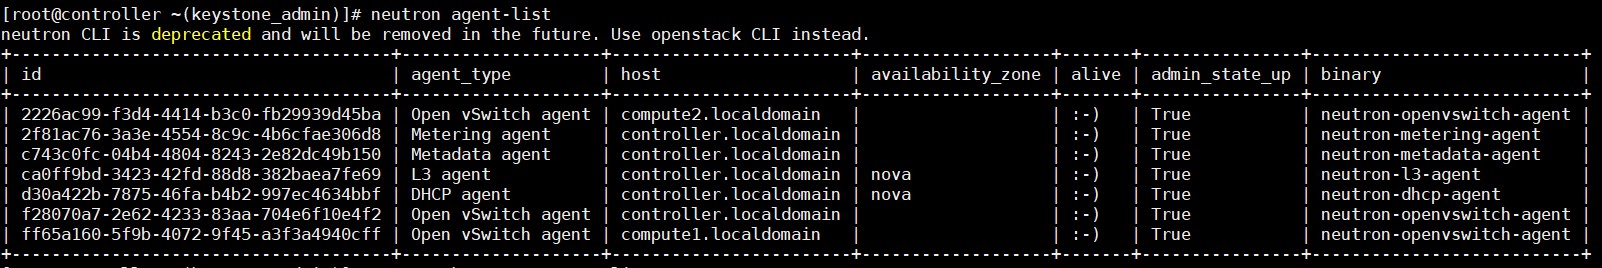 [root@controller ~(keystone_admin)]# neutron agent-list
neutron CLI is deprecated and will be removed in the future. Use openstack CLI instead.
+--------------------------------------+--------------------+------------------------+-------------------+-------+----------------+---------------------------+
| id                                   | agent_type         | host                   | availability_zone | alive | admin_state_up | binary                    |
+--------------------------------------+--------------------+------------------------+-------------------+-------+----------------+---------------------------+
| 2226ac99-f3d4-4414-b3c0-fb29939d45ba | Open vSwitch agent | compute2.localdomain   |                   | :-)   | True           | neutron-openvswitch-agent |
| 2f81ac76-3a3e-4554-8c9c-4b6cfae306d8 | Metering agent     | controller.localdomain |                   | :-)   | True           | neutron-metering-agent    |
| c743c0fc-04b4-4804-8243-2e82dc49b150 | Metadata agent     | controller.localdomain |                   | :-)   | True           | neutron-metadata-agent    |
| ca0ff9bd-3423-42fd-88d8-382baea7fe69 | L3 agent           | controller.localdomain | nova              | :-)   | True           | neutron-l3-agent          |
| d30a422b-7875-46fa-b4b2-997ec4634bbf | DHCP agent         | controller.localdomain | nova              | :-)   | True           | neutron-dhcp-agent        |
| f28070a7-2e62-4233-83aa-704e6f10e4f2 | Open vSwitch agent | controller.localdomain |                   | :-)   | True           | neutron-openvswitch-agent |
| ff65a160-5f9b-4072-9f45-a3f3a4940cff | Open vSwitch agent | compute1.localdomain   |                   | :-)   | True           | neutron-openvswitch-agent |
+--------------------------------------+--------------------+------------------------+-------------------+-------+----------------+---------------------------+